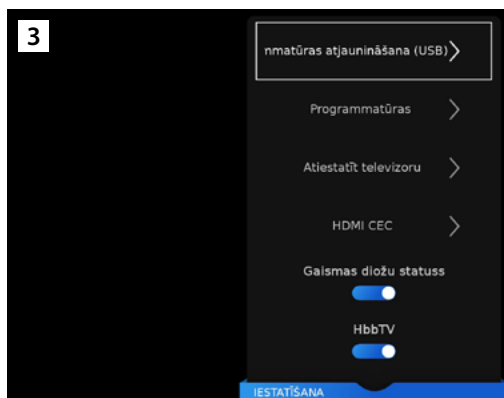 3
nmatūras atjaunināšana (USB)
Programmatūras
Atiestatīt televizoru
HDMI CEC
Gaismas diožu statuss
HbbTV
IESTATĪŠANA